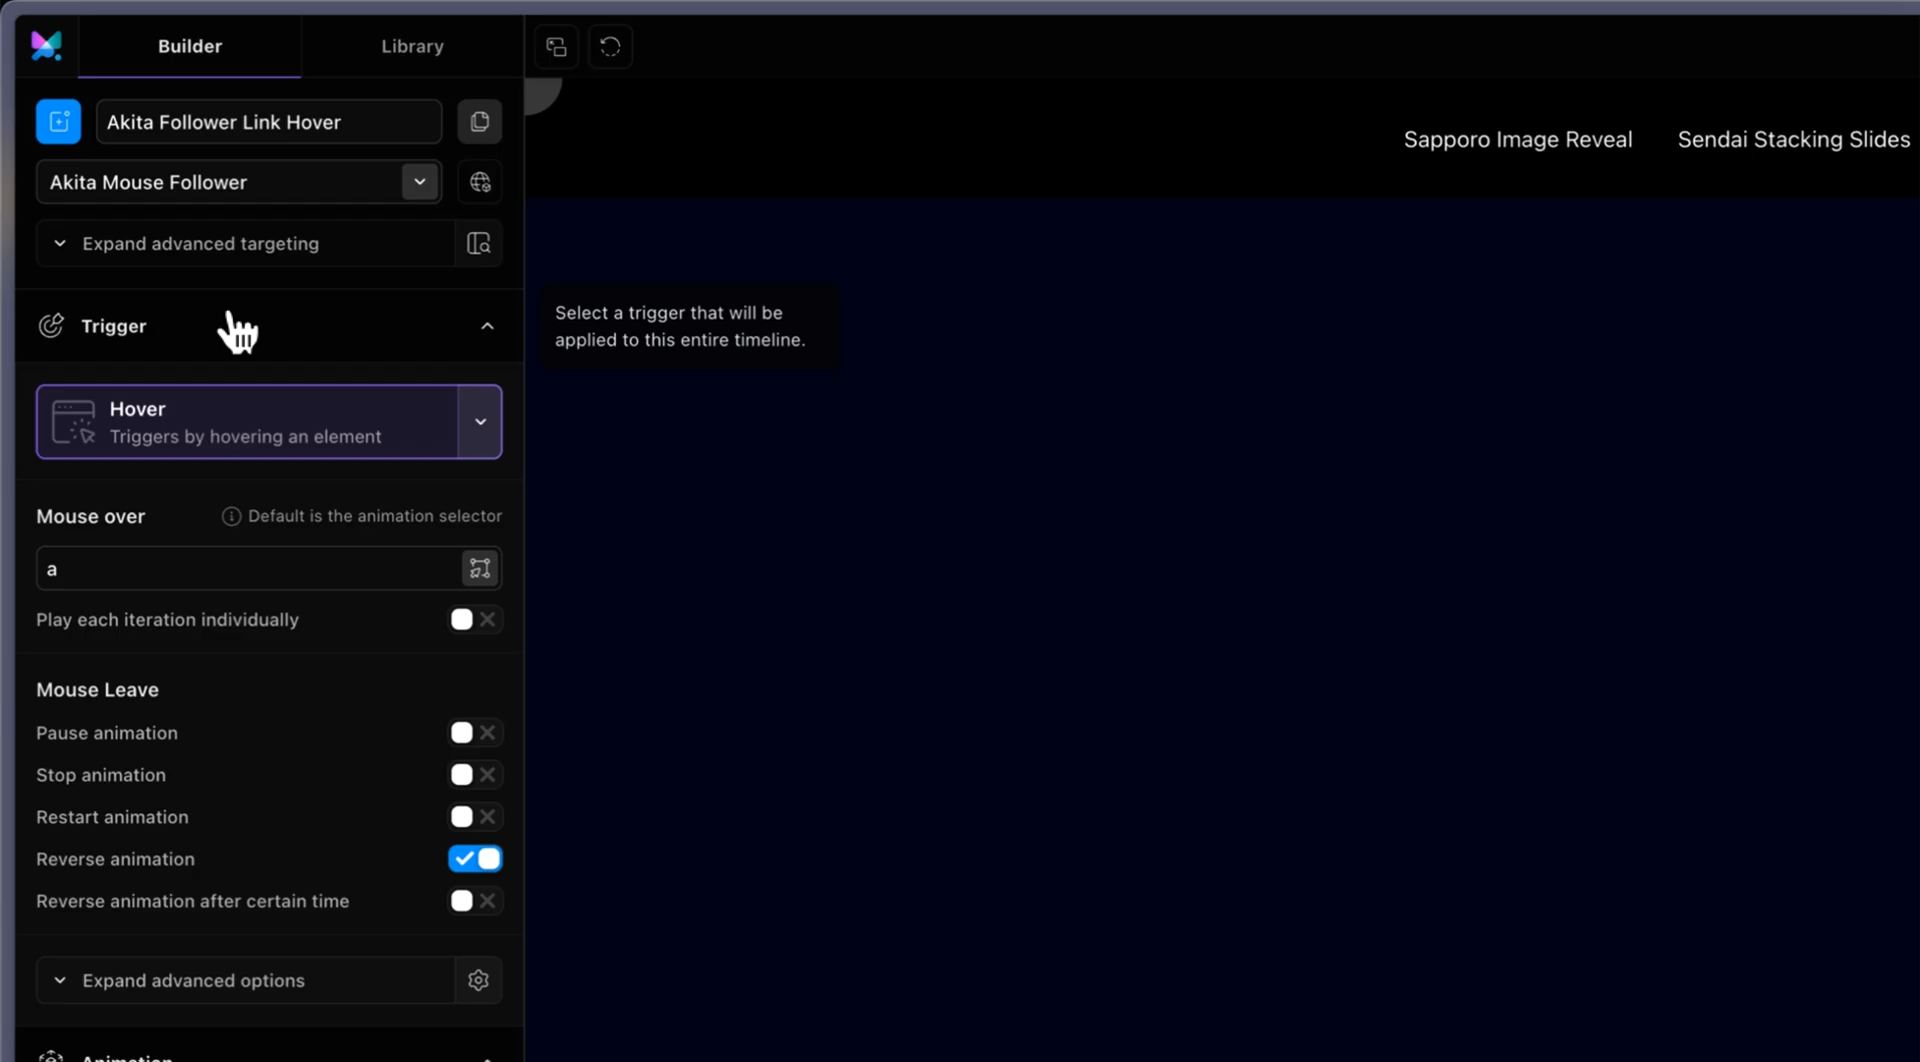 Builder
Library
Akita Follower Link Hover
Akita Mouse Follower
Expand advanced targeting
Sapporo Image Reveal
Sendai Stacking Slides
Trigger
Select a trigger that will be
applied to this entire timeline.
Hover
Triggers by hovering an element
Mouse over
Default is the animation selector
a
Play each iteration individually
Mouse Leave
Pause animation
Stop animation
Restart animation
Reverse animation
Reverse animation after certain time
Expand advanced options
Animation